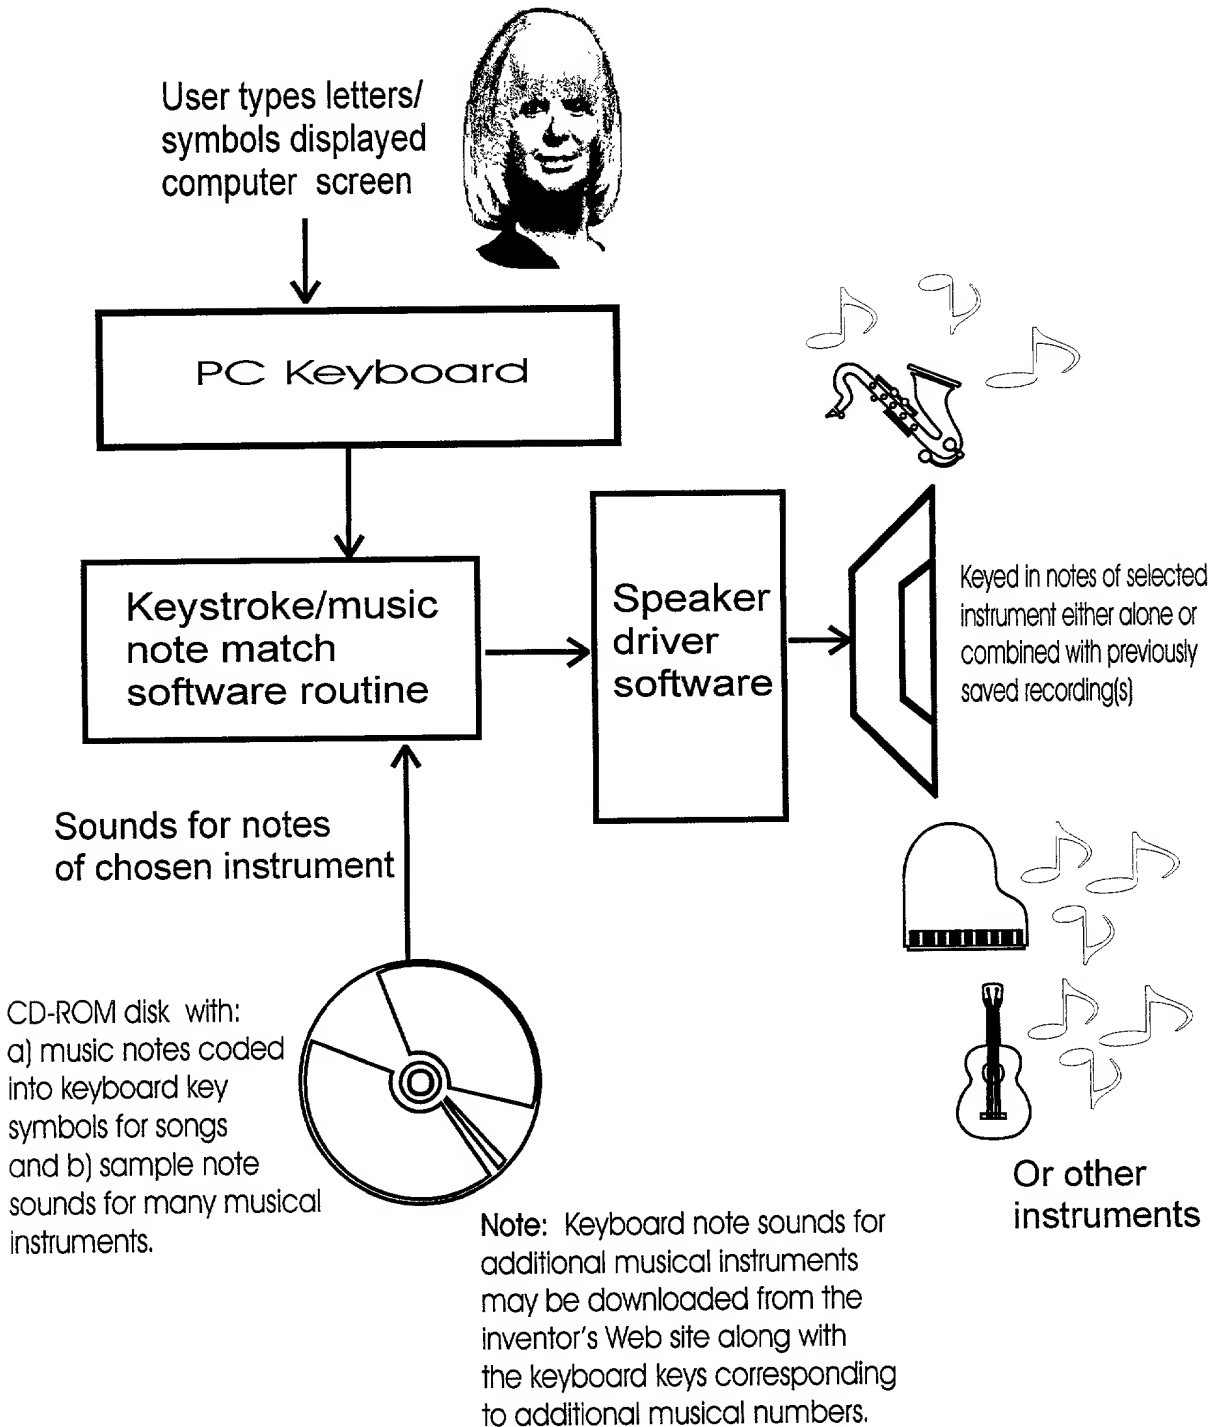 User types letters/
symbols displayed
computer screen
PC Keyboard
Keystroke/music
note match
software routine
Speaker
driver
software
Keyed in notes of selected
instrument either alone or
combined with previously
saved recording(s)
Sounds for notes
of chosen instrument
CD-ROM disk with:
a) music notes coded
into keyboard key
symbols for songs
and b) sample note
sounds for many musical
instruments.
Or other
instruments
Note: Keyboard note sounds for
additional musical instruments
may be downloaded from the
inventor's Web site along with
the keyboard keys corresponding
to additional musical numbers.